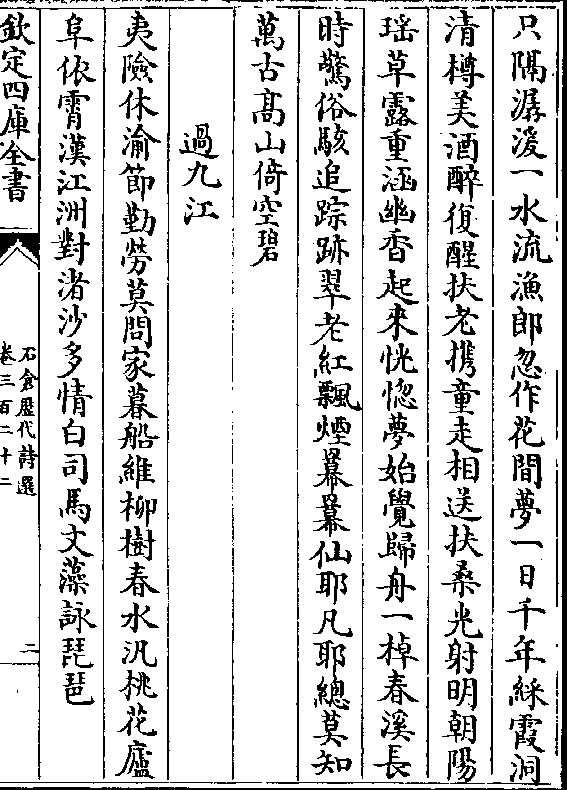 只隔潺湲一水流漁郎忽作花間夢一日千年綵霞洞
清樽美酒醉復醒扶老携童走相送扶桑光射明朝陽
瑶草露重涵幽香起來恍惚夢始覺歸舟一棹春溪長
時驚俗駭追踪跡翠老紅飄煙羃羃仙耶凡耶總莫知
萬古髙山倚空碧
過九江
夷險休渝節勤勞莫問家暮船維柳樹春水汎桃花廬
阜依霄漢江洲對渚沙多情白司馬文藻詠琵琶
欽定四庫全書
石倉歴代詩選
卷三百二十二
二